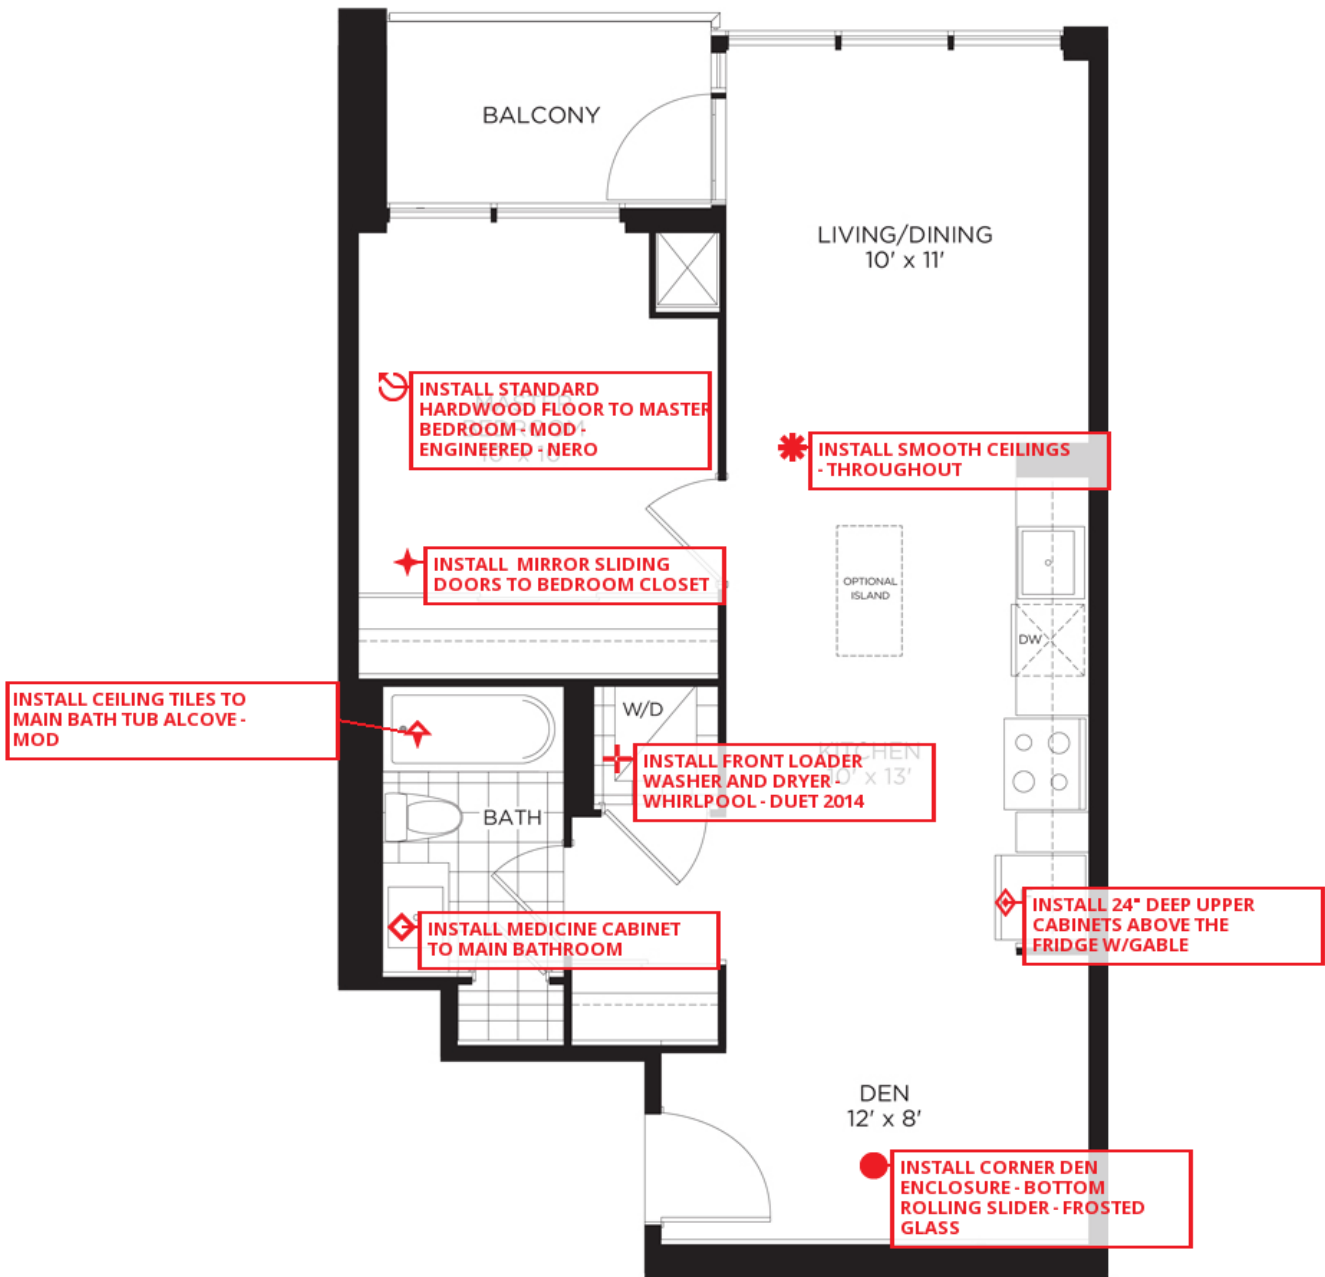 BALCONY
LIVING/DINING
10' x 11'
INSTALL STANDARD
HARDWOOD FLOOR TO MASTER
BEDROOM - MOD -
ENGINEERED - NERO
INSTALL SMOOTH CEILINGS
- THROUGHOUT
INSTALL MIRROR SLIDING
DOORS TO BEDROOM CLOSET
OPTIONAL
ISLAND
DW
INSTALL CEILING TILES TO
MAIN BATH TUB ALCOVE -
MOD
W/D
KITCHEN
10' x 13'
INSTALL FRONT LOADER
WASHER AND DRYER -
WHIRLPOOL - DUET 2014
BATH
INSTALL MEDICINE CABINET
TO MAIN BATHROOM
INSTALL 24" DEEP UPPER
CABINETS ABOVE THE
FRIDGE W/GABLE
DEN
12' x 8'
INSTALL CORNER DEN
ENCLOSURE - BOTTOM
ROLLING SLIDER - FROSTED
GLASS